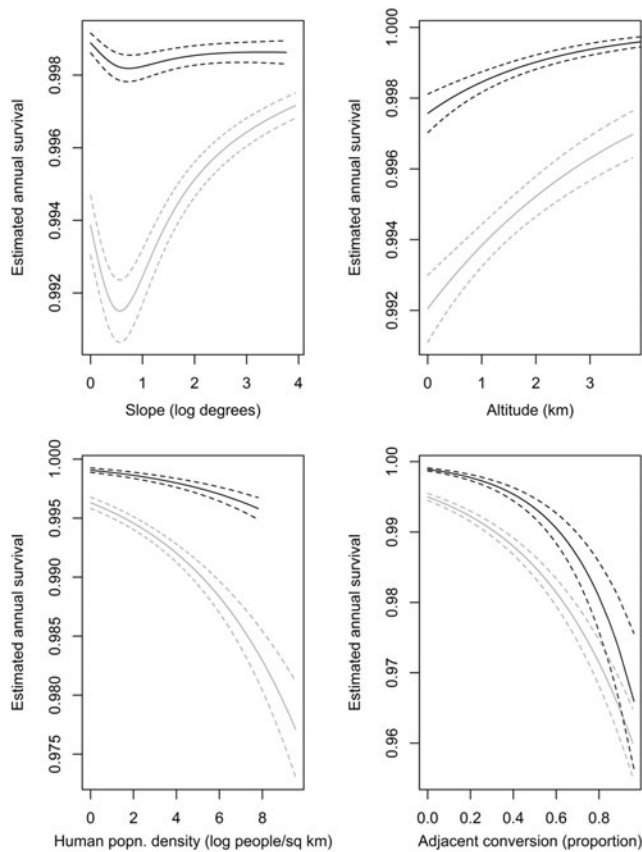 Estimated annual survival
0.998
0.996
0.994
0.992
0 1 2 3 4
Slope (log degrees)
Estimated annual survival
1.000
0.998
0.996
0.994
0.992
0 1 2 3
Altitude (km)
Estimated annual survival
1.000
0.995
0.990
0.985
0.980
0.975
0 2 4 6 8
Human popn. density (log people/sq km)
Estimated annual survival
1.00
0.99
0.98
0.97
0.96
0.0 0.2 0.4 0.6 0.8
Adjacent conversion (proportion)